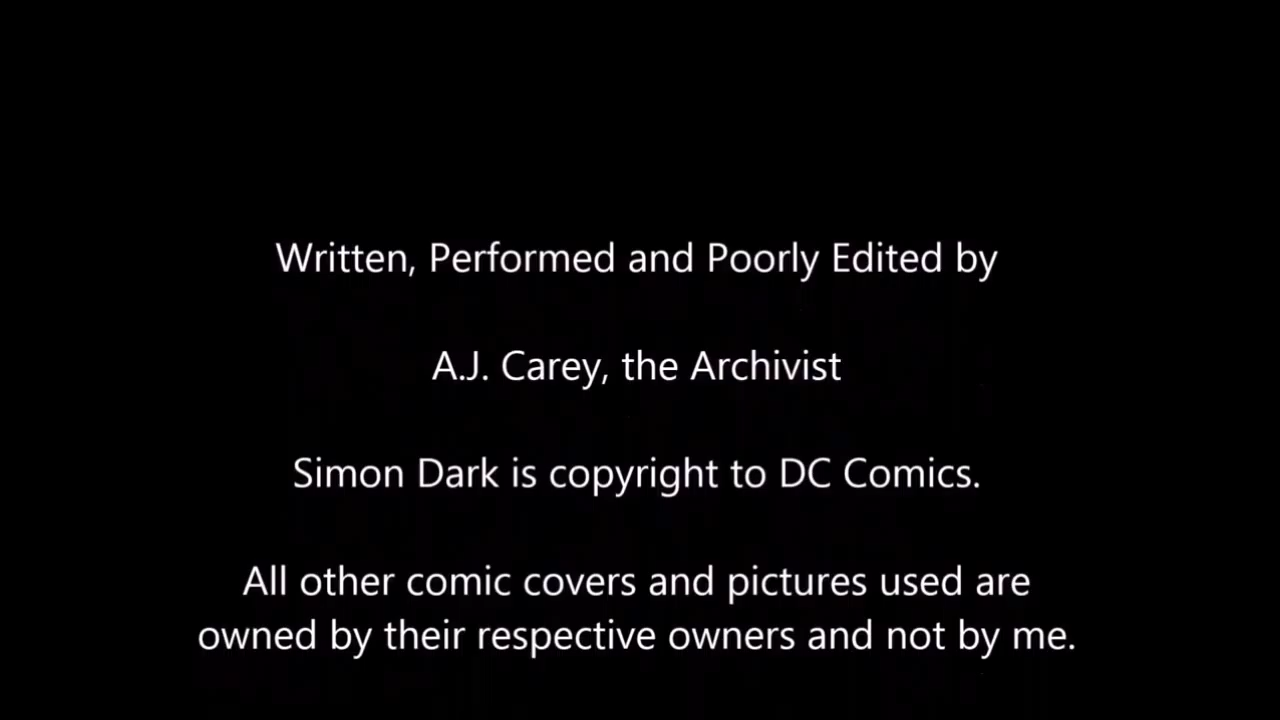 Written, Performed and Poorly Edited by
A.J. Carey, the Archivist
Simon Dark is copyright to DC Comics.
All other comic covers and pictures used are
owned by their respective owners and not by me.